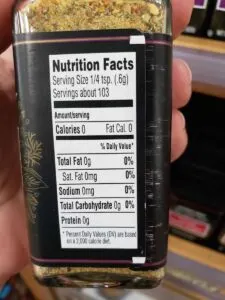 Nutrition Facts
Serving Size 1/4 tsp. (.6g)
Servings about 103
Amount/serving
Calories 0 Fat Cal. 0
% Daily Value*
Total Fat 0g 0%
Sat. Fat 0mg 0%
Sodium 0mg 0%
Total Carbohydrate 0g 0%
Protein 0g
* Present Daily Values (DV) are based
on a 2,000 calorie diet.